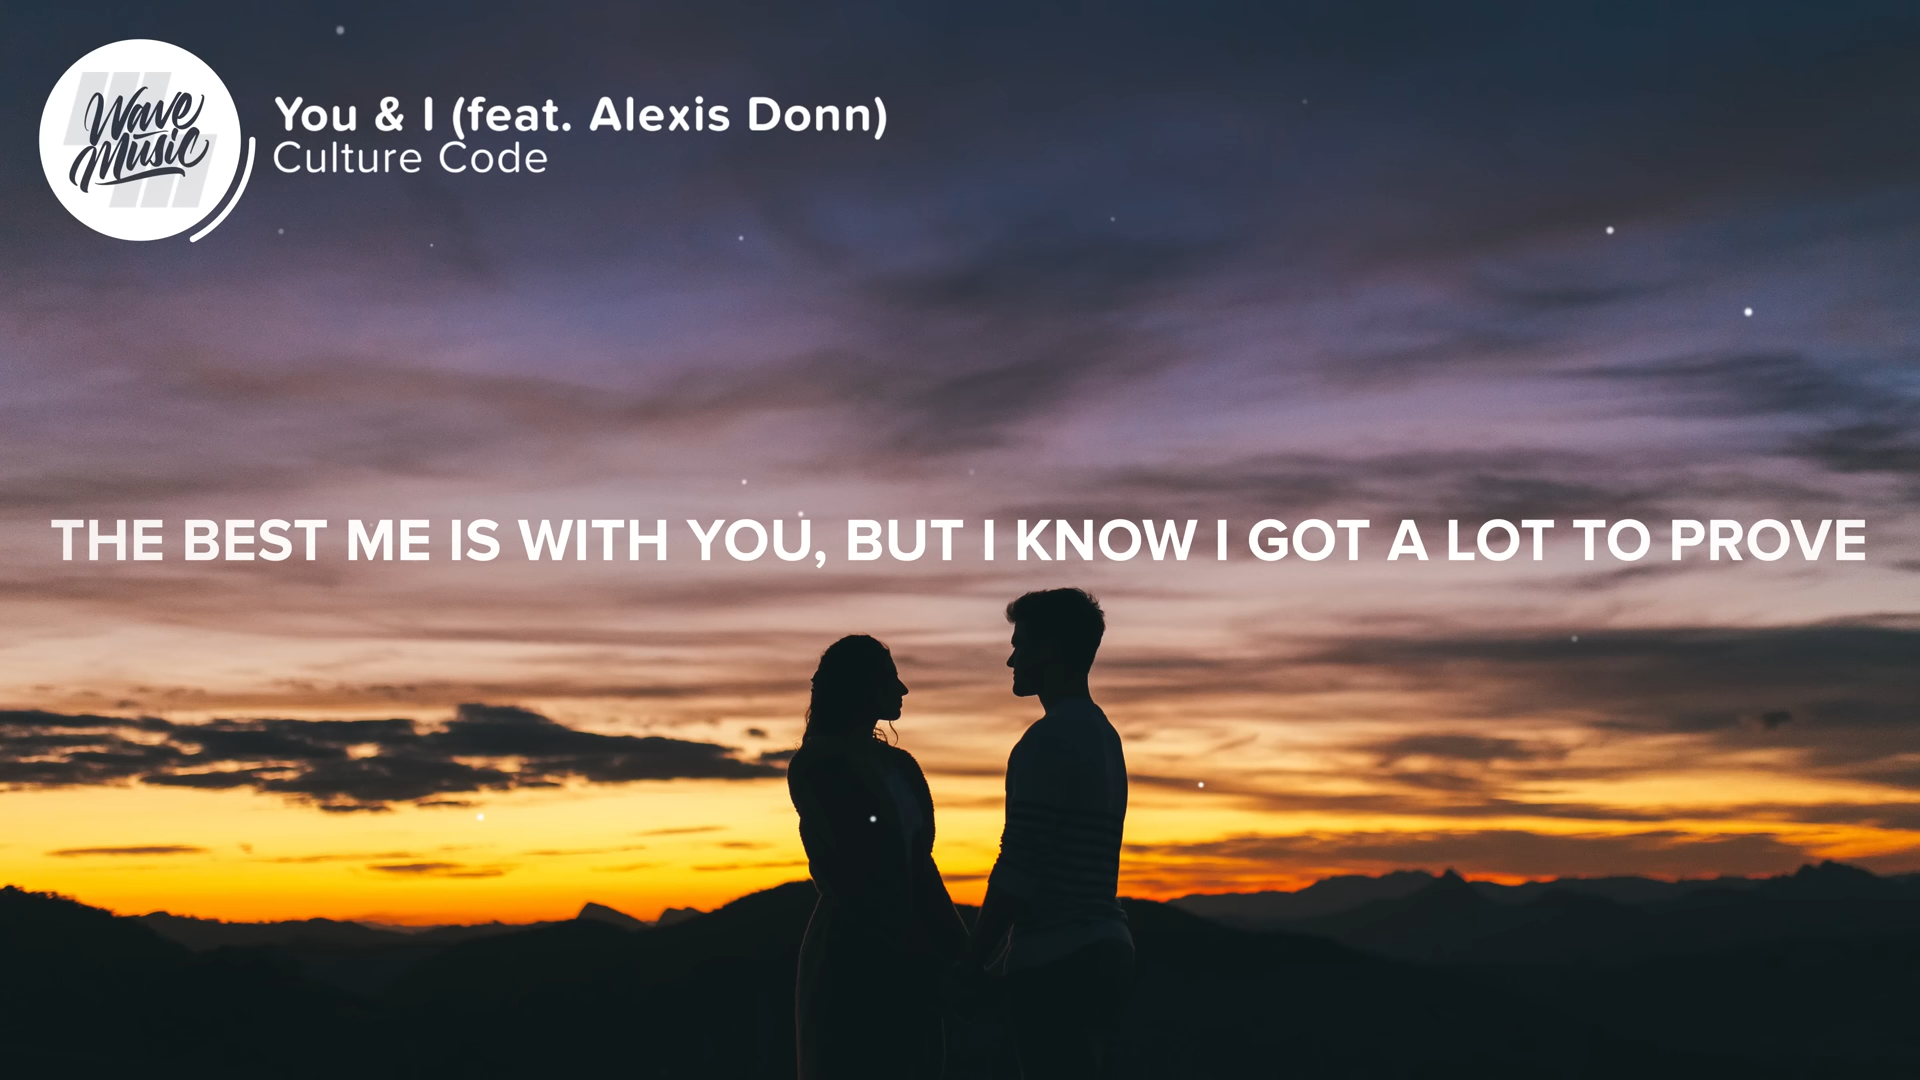 Wave
Music
You & I (feat. Alexis Donn)
Culture Code
THE BEST ME IS WITH YOU, BUT I KNOW I GOT A LOT TO PROVE